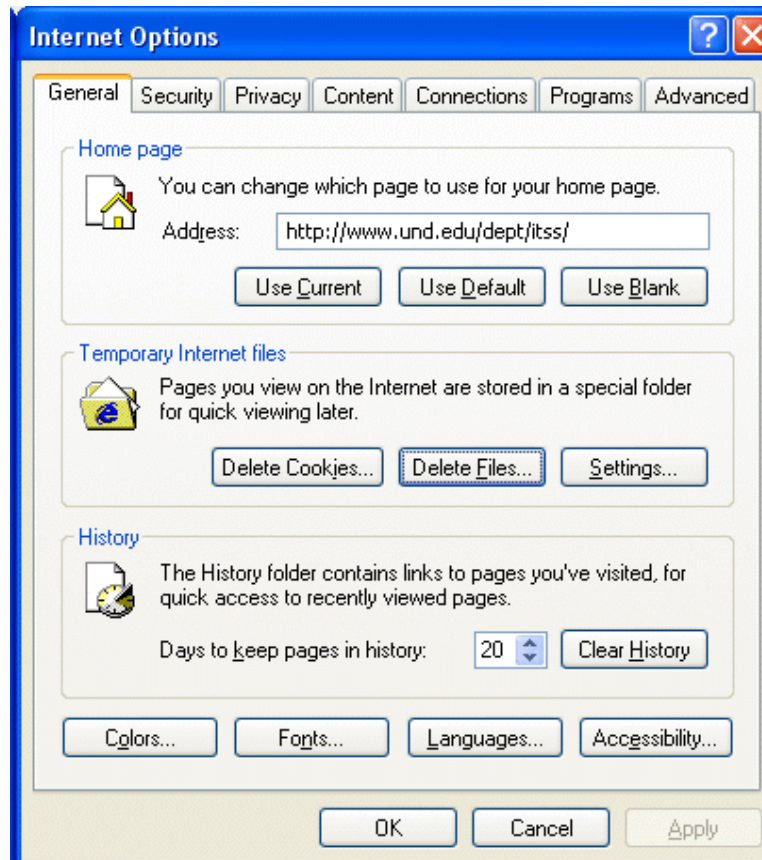 Internet Options
General Security Privacy Content Connections Programs Advanced
Home page
You can change which page to use for your home page.
Address: http://www.und.edu/dept/itss/
Use Current Use Default Use Blank
Temporary Internet files
Pages you view on the Internet are stored in a special folder
for quick viewing later.
Delete Cookies... Delete Files... Settings...
History
The History folder contains links to pages you've visited, for
quick access to recently viewed pages.
Days to keep pages in history: 20 Clear History
Colors... Fonts... Languages... Accessibility...
OK Cancel Apply